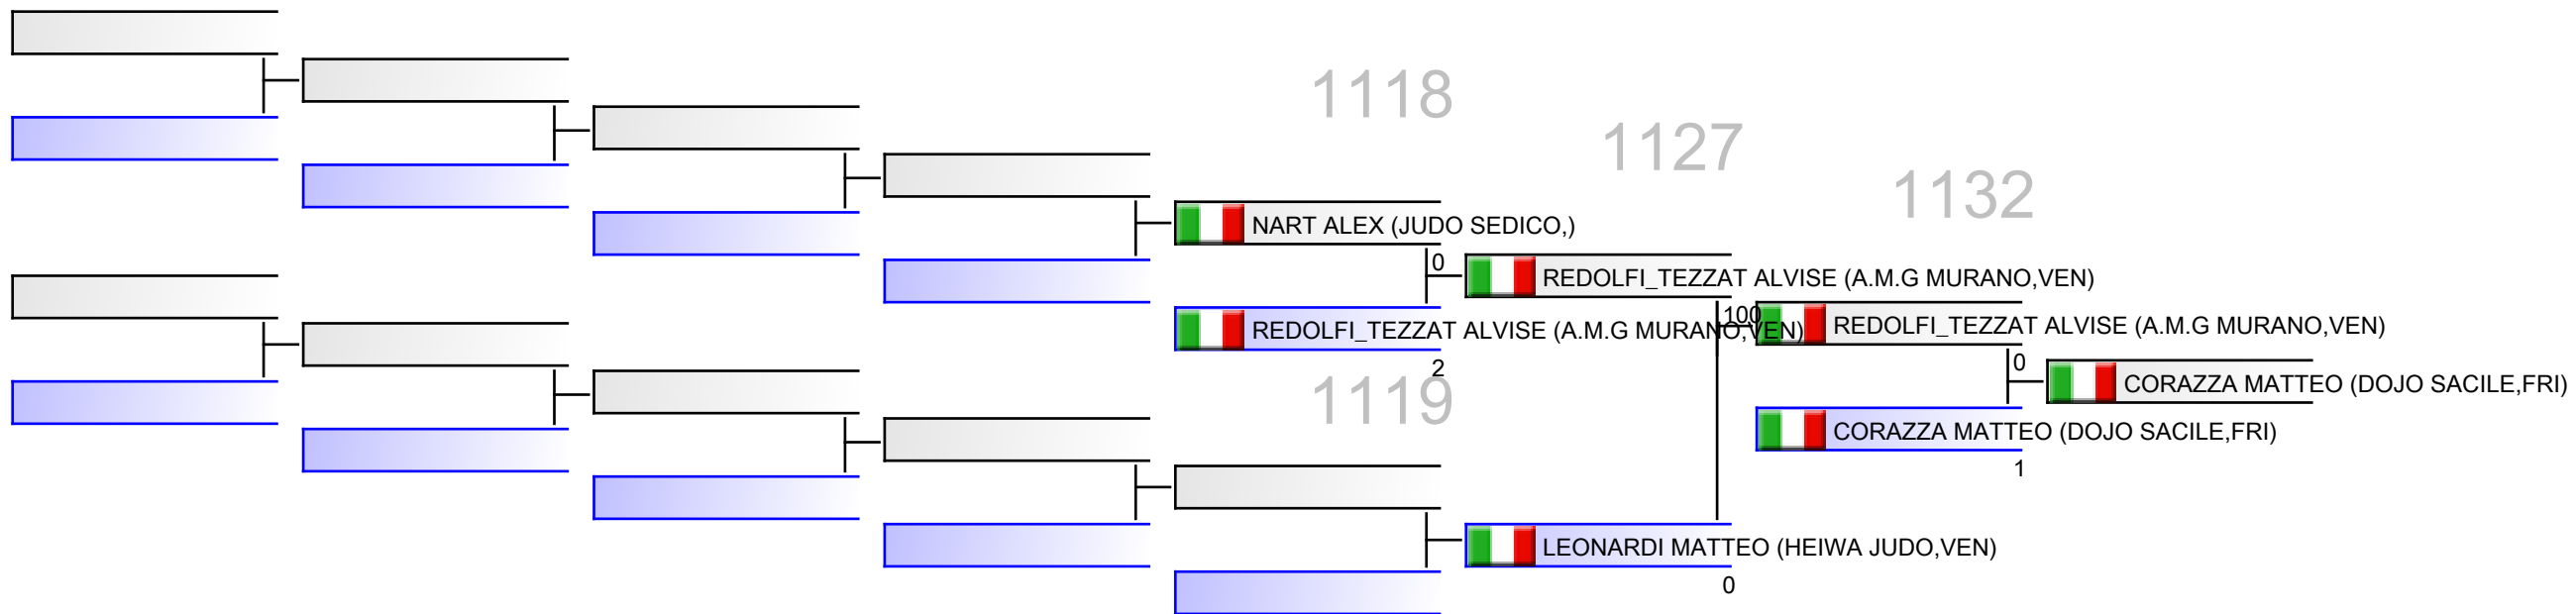 1118
1127
1132
NART ALEX (JUDO SEDICO,)
0
REDOLFI_TEZZAT ALVISE (A.M.G MURANO,VEN)
REDOLFI_TEZZAT ALVISE (A.M.G MURANO,VEN)
2
100
REDOLFI_TEZZAT ALVISE (A.M.G MURANO,VEN)
0
CORAZZA MATTEO (DOJO SACILE,FRI)
CORAZZA MATTEO (DOJO SACILE,FRI)
1
1119
LEONARDI MATTEO (HEIWA JUDO,VEN)
0